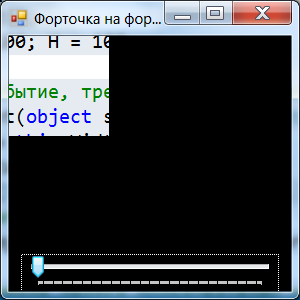 Форточка на фор...
00; H = 10
бытие, тре
t(object s